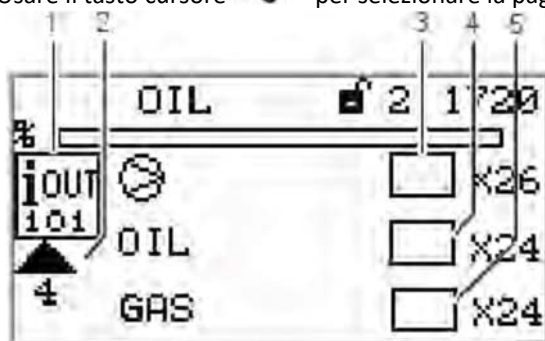 Usare il tasto cursore per selezionare la pag
1 2 3 4 5
OIL 2 1720
%
i OUT X26
101
OIL X24
4
GAS X24